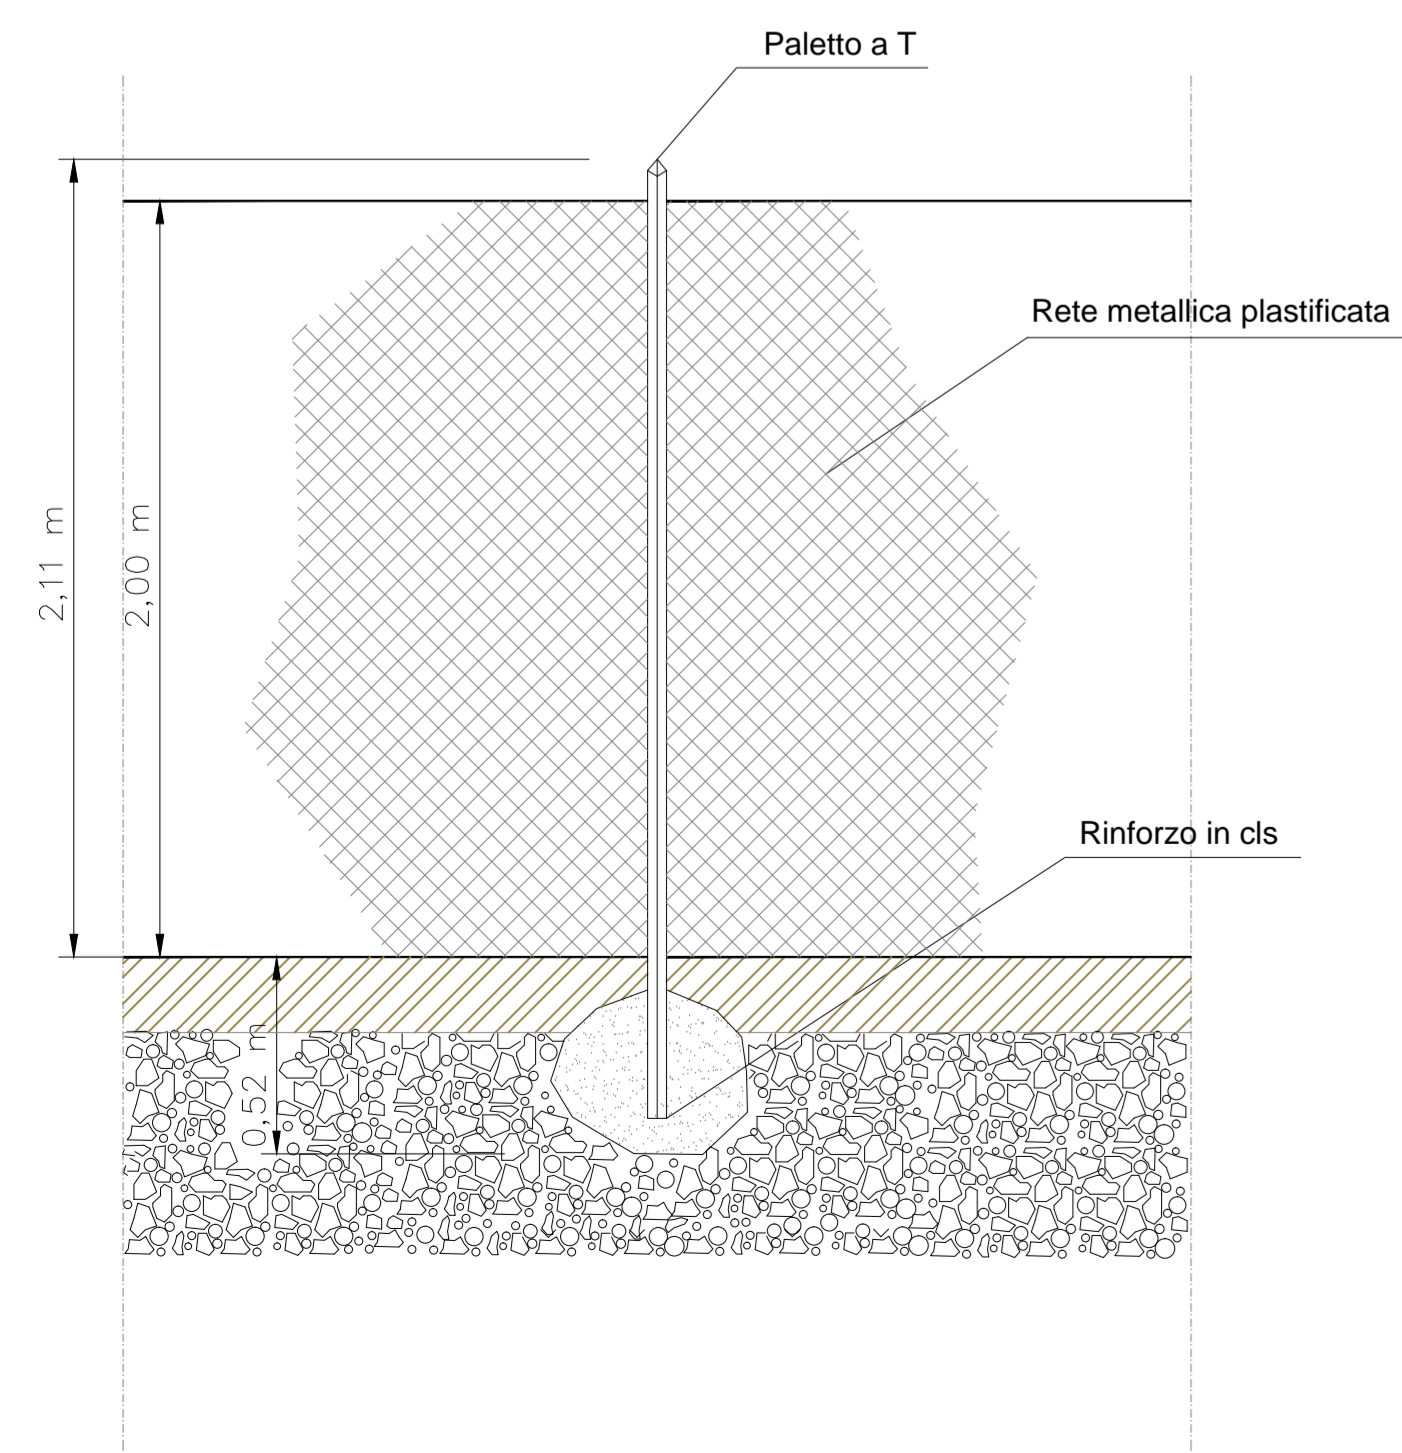 Paletto a T
Rete metallica plastificata
2,11 m
2,00 m
Rinforzo in cls
0,52 m